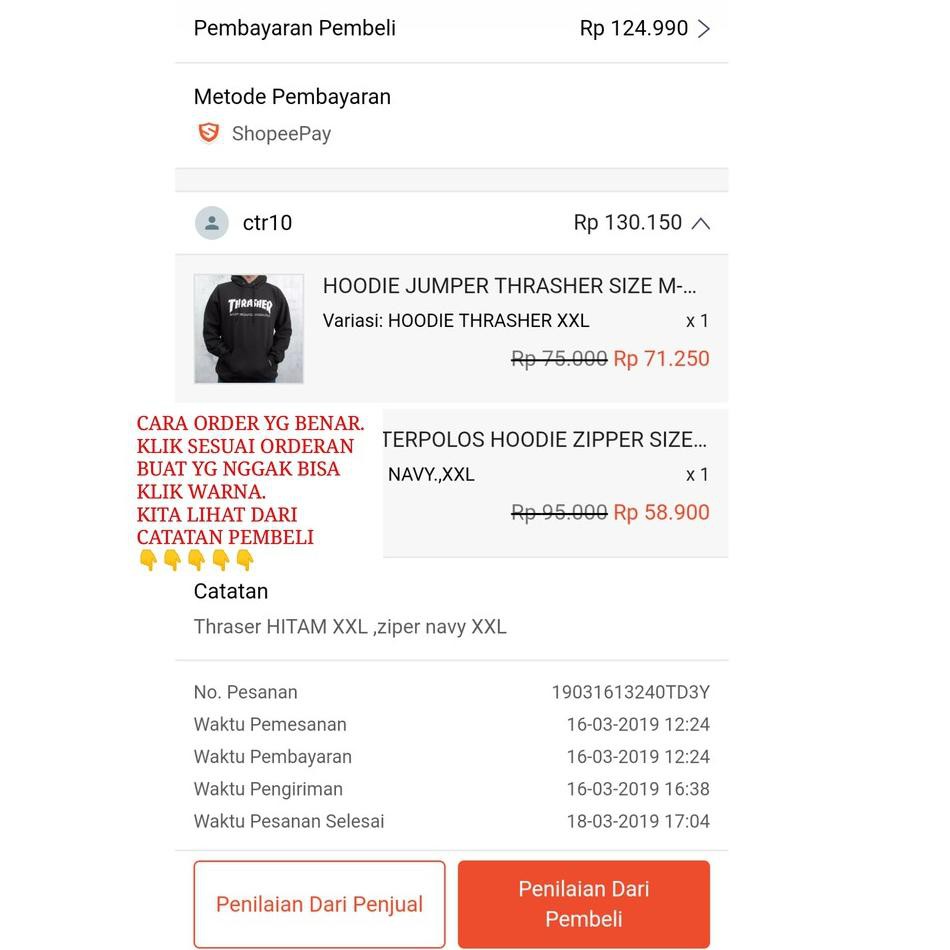 Pembayaran Pembeli Rp 124.990
Metode Pembayaran
ShopeePay
ctr10 Rp 130.150
THRASHER
HOODIE JUMPER THRASHER SIZE M-...
Variasi: HOODIE THRASHER XXL x 1
Rp 75.000 Rp 71.250
CARA ORDER YG BENAR.
KLIK SESUAI ORDERAN
BUAT YG NGGAK BISA
KLIK WARNA.
KITA LIHAT DARI
CATATAN PEMBELI
👇👇👇👇👇
TERPOLOS HOODIE ZIPPER SIZE...
NAVY.,XXL x 1
Rp 95.000 Rp 58.900
Catatan
Thraser HITAM XXL ,ziper navy XXL
No. Pesanan 19031613240TD3Y
Waktu Pemesanan 16-03-2019 12:24
Waktu Pembayaran 16-03-2019 12:24
Waktu Pengiriman 16-03-2019 16:38
Waktu Pesanan Selesai 18-03-2019 17:04
Penilaian Dari Penjual
Penilaian Dari
Pembeli